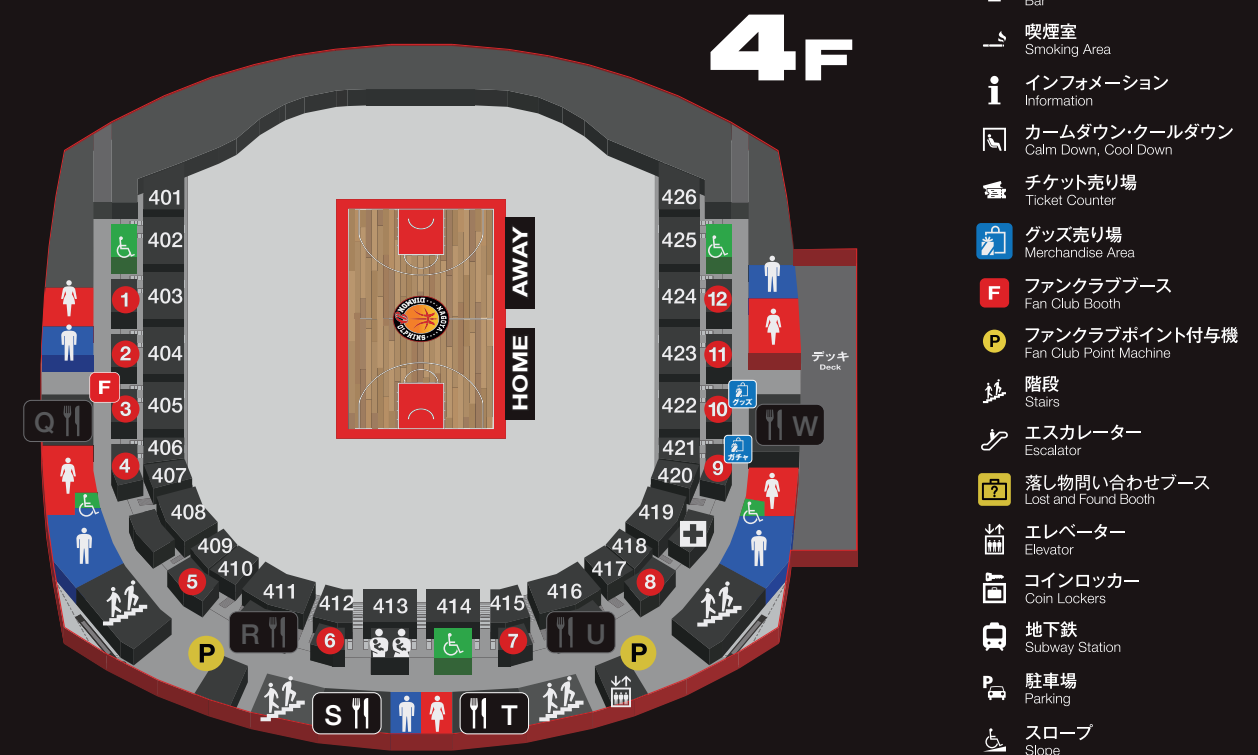 4F
401
402
403
404
405
406
407
408
409
410
411
412
413
414
415
416
417
418
419
420
421
422
423
424
425
426
AWAY
HOME
NAGOYA
DIAMOND
DOLPHINS
1
2
3
4
5
6
7
8
9
10
11
12
F
Q
R
S
T
U
W
P
P
グッズ
ガチャ
デッキ
Deck
Bar
喫煙室
Smoking Area
インフォメーション
Information
カームダウン・クールダウン
Calm Down, Cool Down
チケット売り場
Ticket Counter
グッズ売り場
Merchandise Area
F
ファンクラブブース
Fan Club Booth
P
ファンクラブポイント付与機
Fan Club Point Machine
階段
Stairs
エスカレーター
Escalator
?
落し物問い合わせブース
Lost and Found Booth
エレベーター
Elevator
コインロッカー
Coin Lockers
地下鉄
Subway Station
P
駐車場
Parking
スロープ
Slope